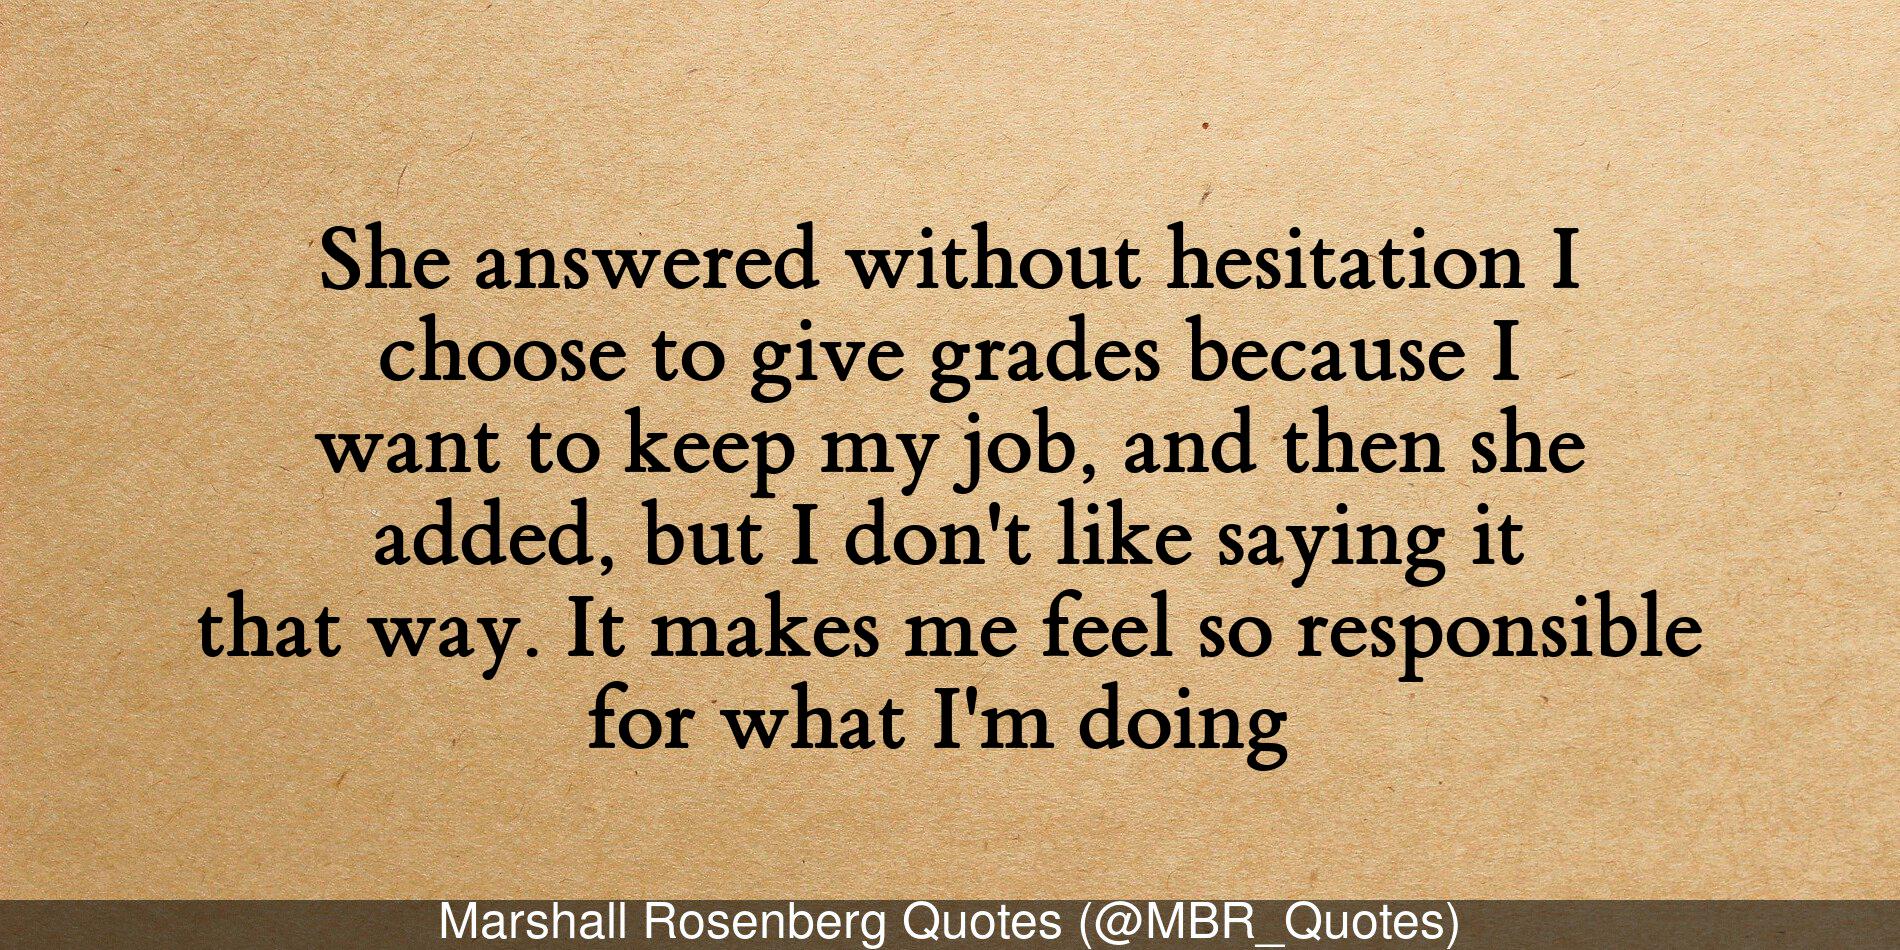 She answered without hesitation I
choose to give grades because I
want to keep my job, and then she
added, but I don't like saying it
that way. It makes me feel so responsible
for what I'm doing
Marshall Rosenberg Quotes (@MBR_Quotes)